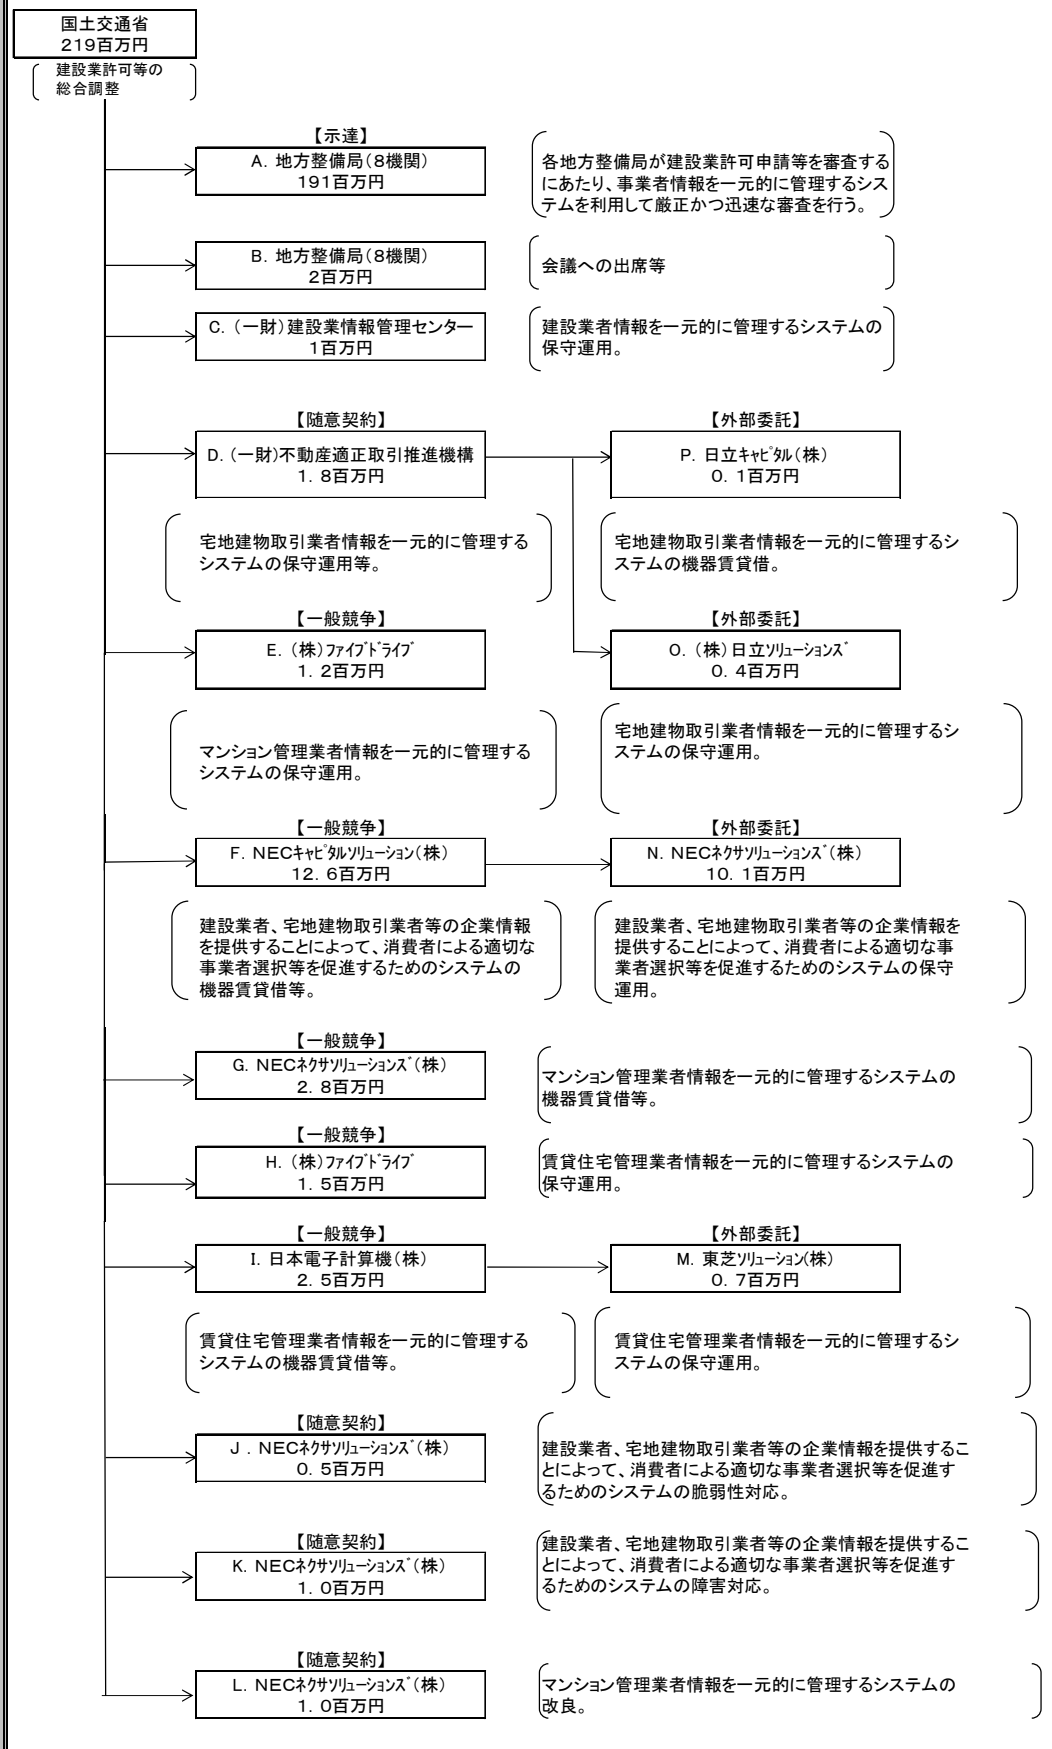 国土交通省
219百万円
建設業許可等の
総合調整
【示達】
A．地方整備局（8機関）
191百万円
各地方整備局が建設業許可申請等を審査する
にあたり、事業者情報を一元的に管理するシス
テムを利用して厳正かつ迅速な審査を行う。
B．地方整備局（8機関）
2百万円
会議への出席等
C．（一財）建設業情報管理センター
1百万円
建設業者情報を一元的に管理するシステムの
保守運用。
【随意契約】
D．（一財）不動産適正取引推進機構
1．8百万円
【外部委託】
P．日立ｷｬﾋﾟﾀﾙ（株）
0．1百万円
宅地建物取引業者情報を一元的に管理する
システムの保守運用等。
宅地建物取引業者情報を一元的に管理するシ
ステムの機器賃貸借。
【一般競争】
E．（株）ﾌｧｲﾌﾞﾄﾞﾗｲﾌﾞ
1．2百万円
【外部委託】
O．（株）日立ｿﾘｭｰｼｮﾝｽﾞ
0．4百万円
マンション管理業者情報を一元的に管理する
システムの保守運用。
宅地建物取引業者情報を一元的に管理するシ
ステムの保守運用。
【一般競争】
F．NECｷｬﾋﾟﾀﾙｿﾘｭｰｼｮﾝ（株）
12．6百万円
【外部委託】
N．NECﾈｸｻｿﾘｭｰｼｮﾝｽﾞ（株）
10．1百万円
建設業者、宅地建物取引業者等の企業情報
を提供することによって、消費者による適切な
事業者選択等を促進するためのシステムの
機器賃貸借等。
建設業者、宅地建物取引業者等の企業情報を
提供することによって、消費者による適切な事
業者選択等を促進するためのシステムの保守
運用。
【一般競争】
G．NECﾈｸｻｿﾘｭｰｼｮﾝｽﾞ（株）
2．8百万円
マンション管理業者情報を一元的に管理するシステムの
機器賃貸借等。
【一般競争】
H．（株）ﾌｧｲﾌﾞﾄﾞﾗｲﾌﾞ
1．5百万円
賃貸住宅管理業者情報を一元的に管理するシステムの
保守運用。
【一般競争】
I．日本電子計算機（株）
2．5百万円
【外部委託】
M．東芝ｿﾘｭｰｼｮﾝ(株）
0．7百万円
賃貸住宅管理業者情報を一元的に管理する
システムの機器賃貸借等。
賃貸住宅管理業者情報を一元的に管理するシ
ステムの保守運用。
【随意契約】
J．NECﾈｸｻｿﾘｭｰｼｮﾝｽﾞ（株）
0．5百万円
建設業者、宅地建物取引業者等の企業情報を提供するこ
とによって、消費者による適切な事業者選択等を促進す
るためのシステムの脆弱性対応。
【随意契約】
K．NECﾈｸｻｿﾘｭｰｼｮﾝｽﾞ（株）
1．0百万円
建設業者、宅地建物取引業者等の企業情報を提供するこ
とによって、消費者による適切な事業者選択等を促進す
るためのシステムの障害対応。
【随意契約】
L．NECﾈｸｻｿﾘｭｰｼｮﾝｽﾞ（株）
1．0百万円
マンション管理業者情報を一元的に管理するシステムの
改良。